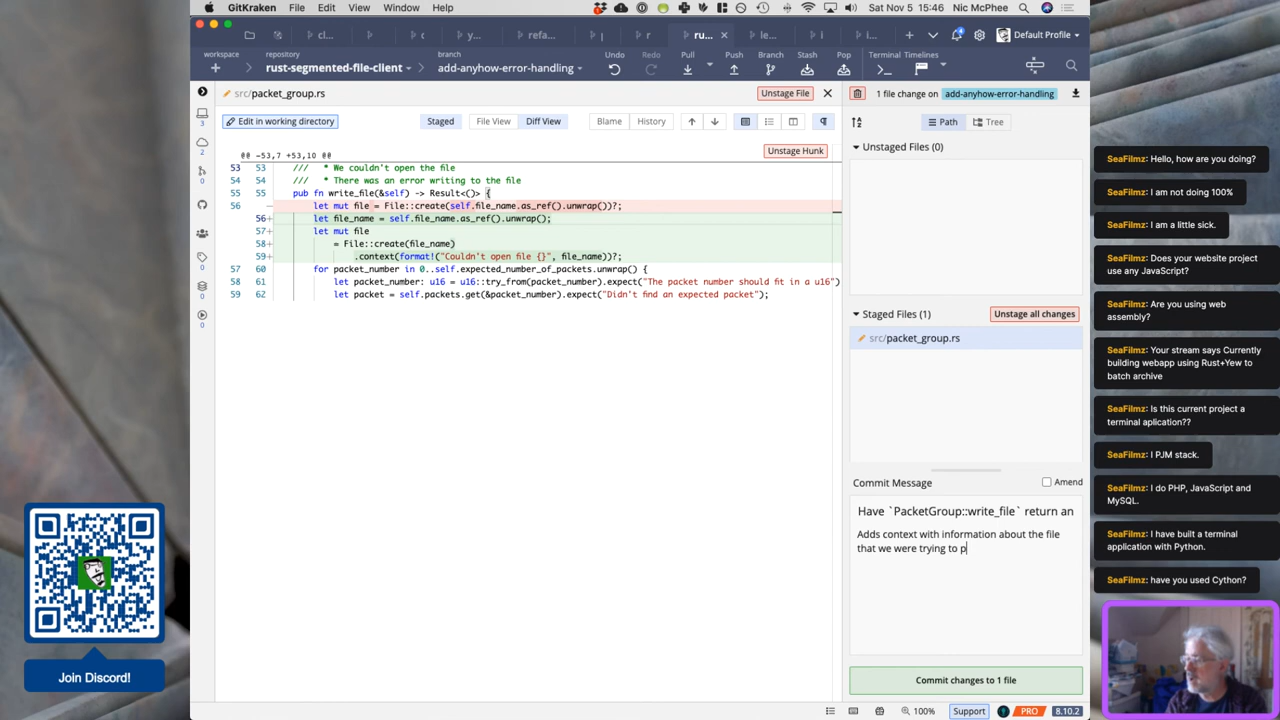 GitKraken File Edit View Window Help Sat Nov 5 15:46 Nic McPhee
cl... c y... refa... r ru... le... i i... Default Profile
workspace repository branch Undo Redo Pull Push Branch Stash Pop Terminal Timelines
rust-segmented-file-client add-anyhow-error-handling
src/packet_group.rs Unstage File
1 file change on add-anyhow-error-handling
Edit in working directory Staged File View Diff View Blame History
Path Tree
@@ -53,7 +53,10 @@ Unstage Hunk
53 53 /// * We couldn't open the file
54 54 /// * There was an error writing to the file
55 55 pub fn write_file(&self) -> Result<()> {
56 - let mut file = File::create(self.file_name.as_ref().unwrap())?;
56+ let file_name = self.file_name.as_ref().unwrap();
57+ let mut file
58+ = File::create(file_name)
59+ .context(format!("Couldn't open file {}", file_name))?;
57 60 for packet_number in 0..self.expected_number_of_packets.unwrap() {
58 61 let packet_number: u16 = u16::try_from(packet_number).expect("The packet number should fit in a u16")
59 62 let packet = self.packets.get(&packet_number).expect("Didn't find an expected packet");
3
2
0
0
0
0
Unstaged Files (0)
Staged Files (1) Unstage all changes
src/packet_group.rs
Commit Message Amend
Have `PacketGroup::write_file` return an
Adds context with information about the file
that we were trying to p
Commit changes to 1 file
100% Support PRO 8.10.2
SeaFilmz: Hello, how are you doing?
SeaFilmz: I am not doing 100%
SeaFilmz: I am a little sick.
SeaFilmz: Does your website project
use any JavaScript?
SeaFilmz: Are you using web
assembly?
SeaFilmz: Your stream says Currently
building webapp using Rust+Yew to
batch archive
SeaFilmz: Is this current project a
terminal aplication??
SeaFilmz: I PJM stack.
SeaFilmz: I do PHP, JavaScript and
MySQL.
SeaFilmz: I have built a terminal
application with Python.
SeaFilmz: have you used Cython?
Join Discord!